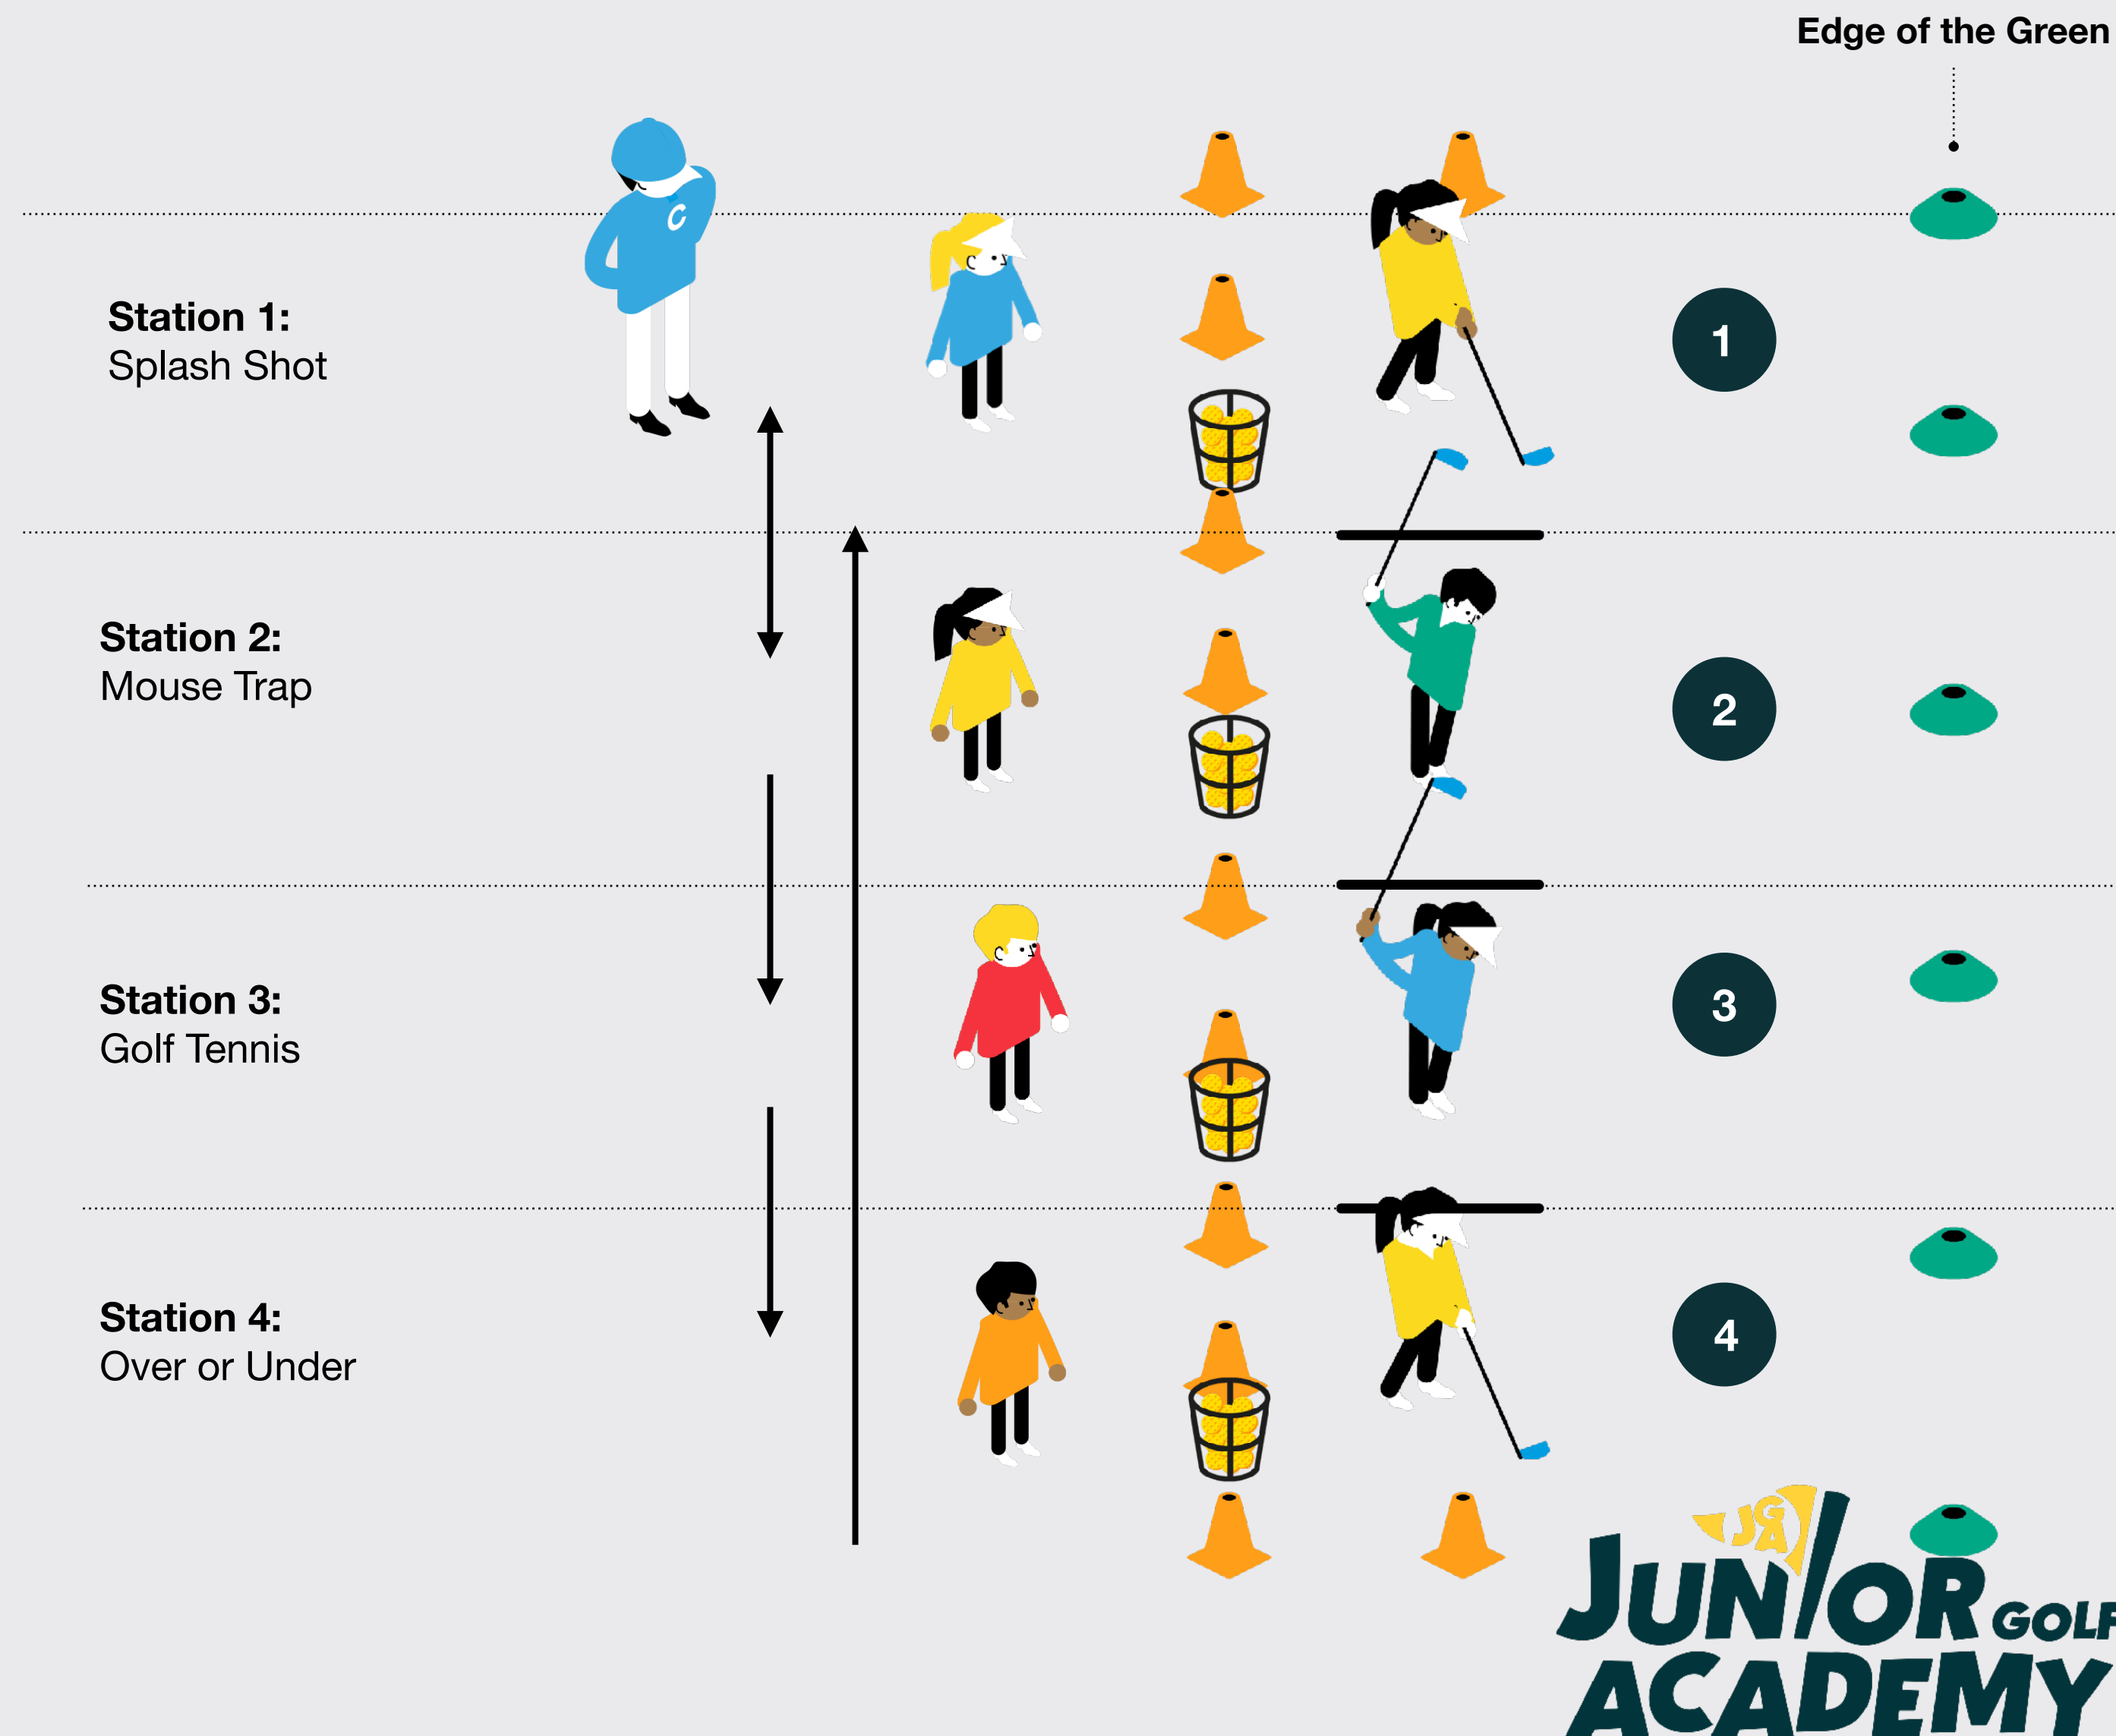 Edge of the Green
C
Station 1:
Splash Shot
1
Station 2:
Mouse Trap
2
Station 3:
Golf Tennis
3
Station 4:
Over or Under
4
JGA
JUNIOR GOLF
ACADEMY